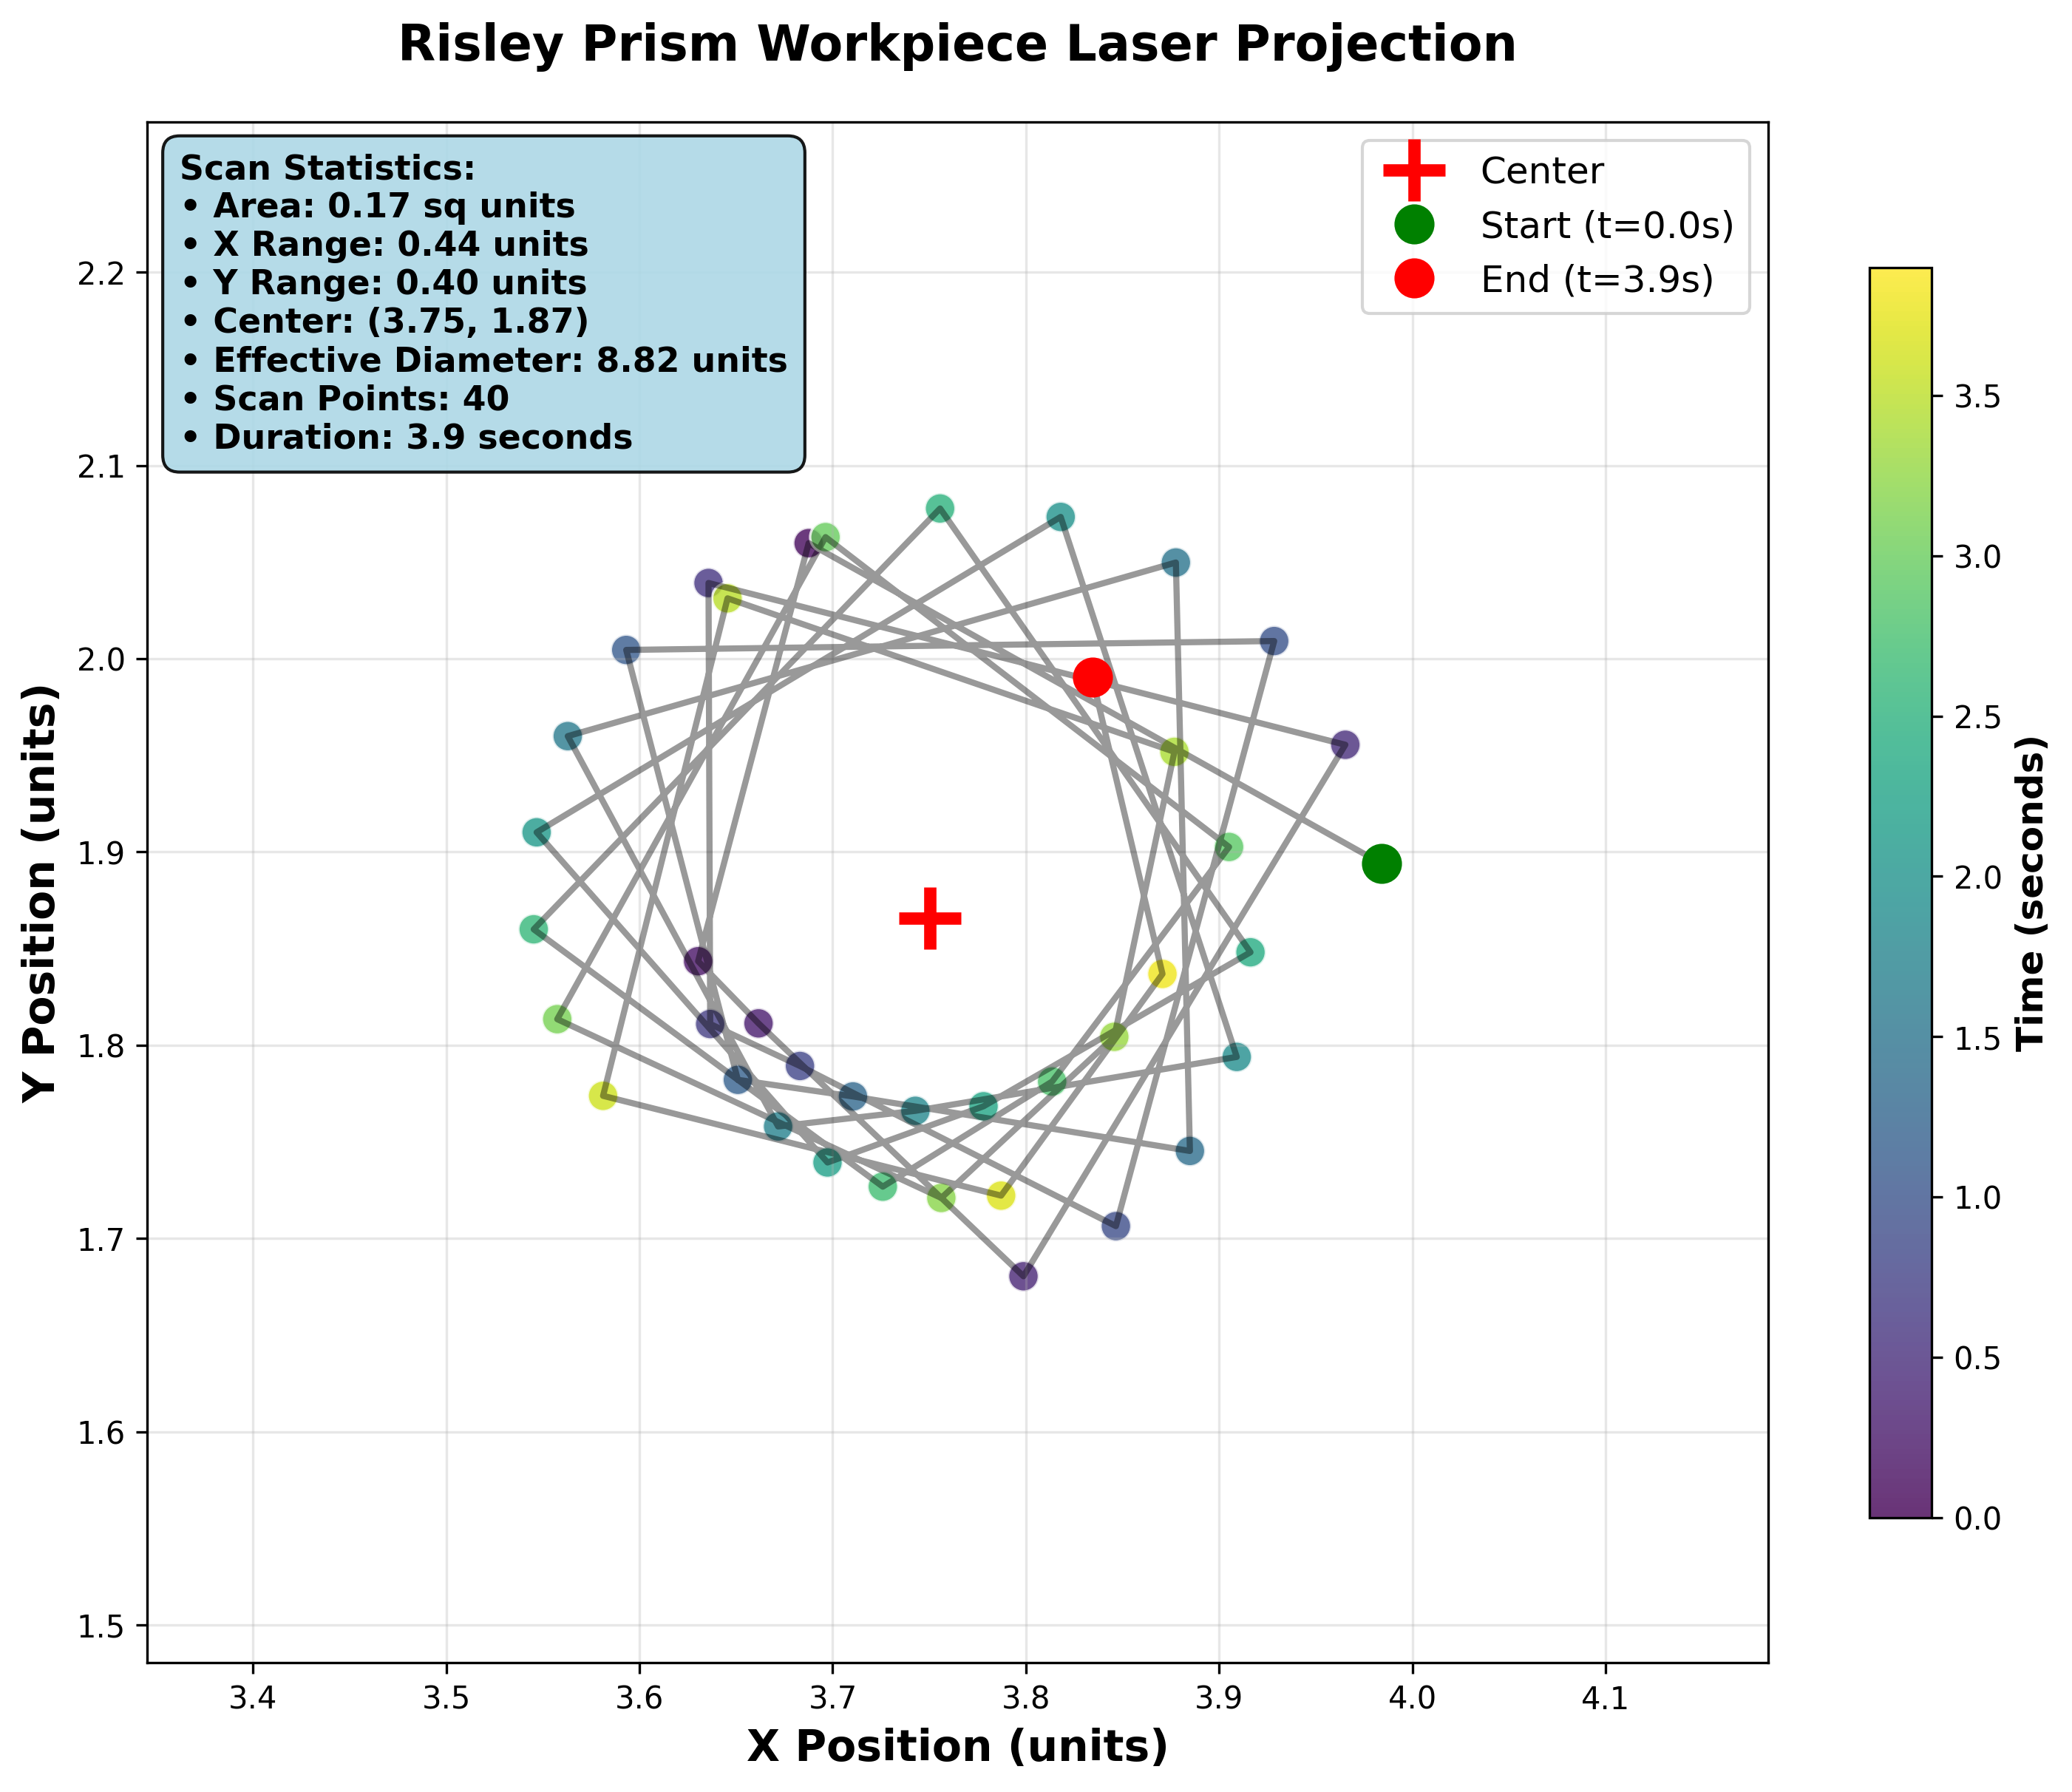 Risley Prism Workpiece Laser Projection
Scan Statistics:
• Area: 0.17 sq units
• X Range: 0.44 units
• Y Range: 0.40 units
• Center: (3.75, 1.87)
• Effective Diameter: 8.82 units
• Scan Points: 40
• Duration: 3.9 seconds
Center
Start (t=0.0s)
End (t=3.9s)
Y Position (units)
2.2
2.1
2.0
1.9
1.8
1.7
1.6
1.5
3.4 3.5 3.6 3.7 3.8 3.9 4.0 4.1
X Position (units)
3.5
3.0
2.5
2.0
1.5
1.0
0.5
0.0
Time (seconds)